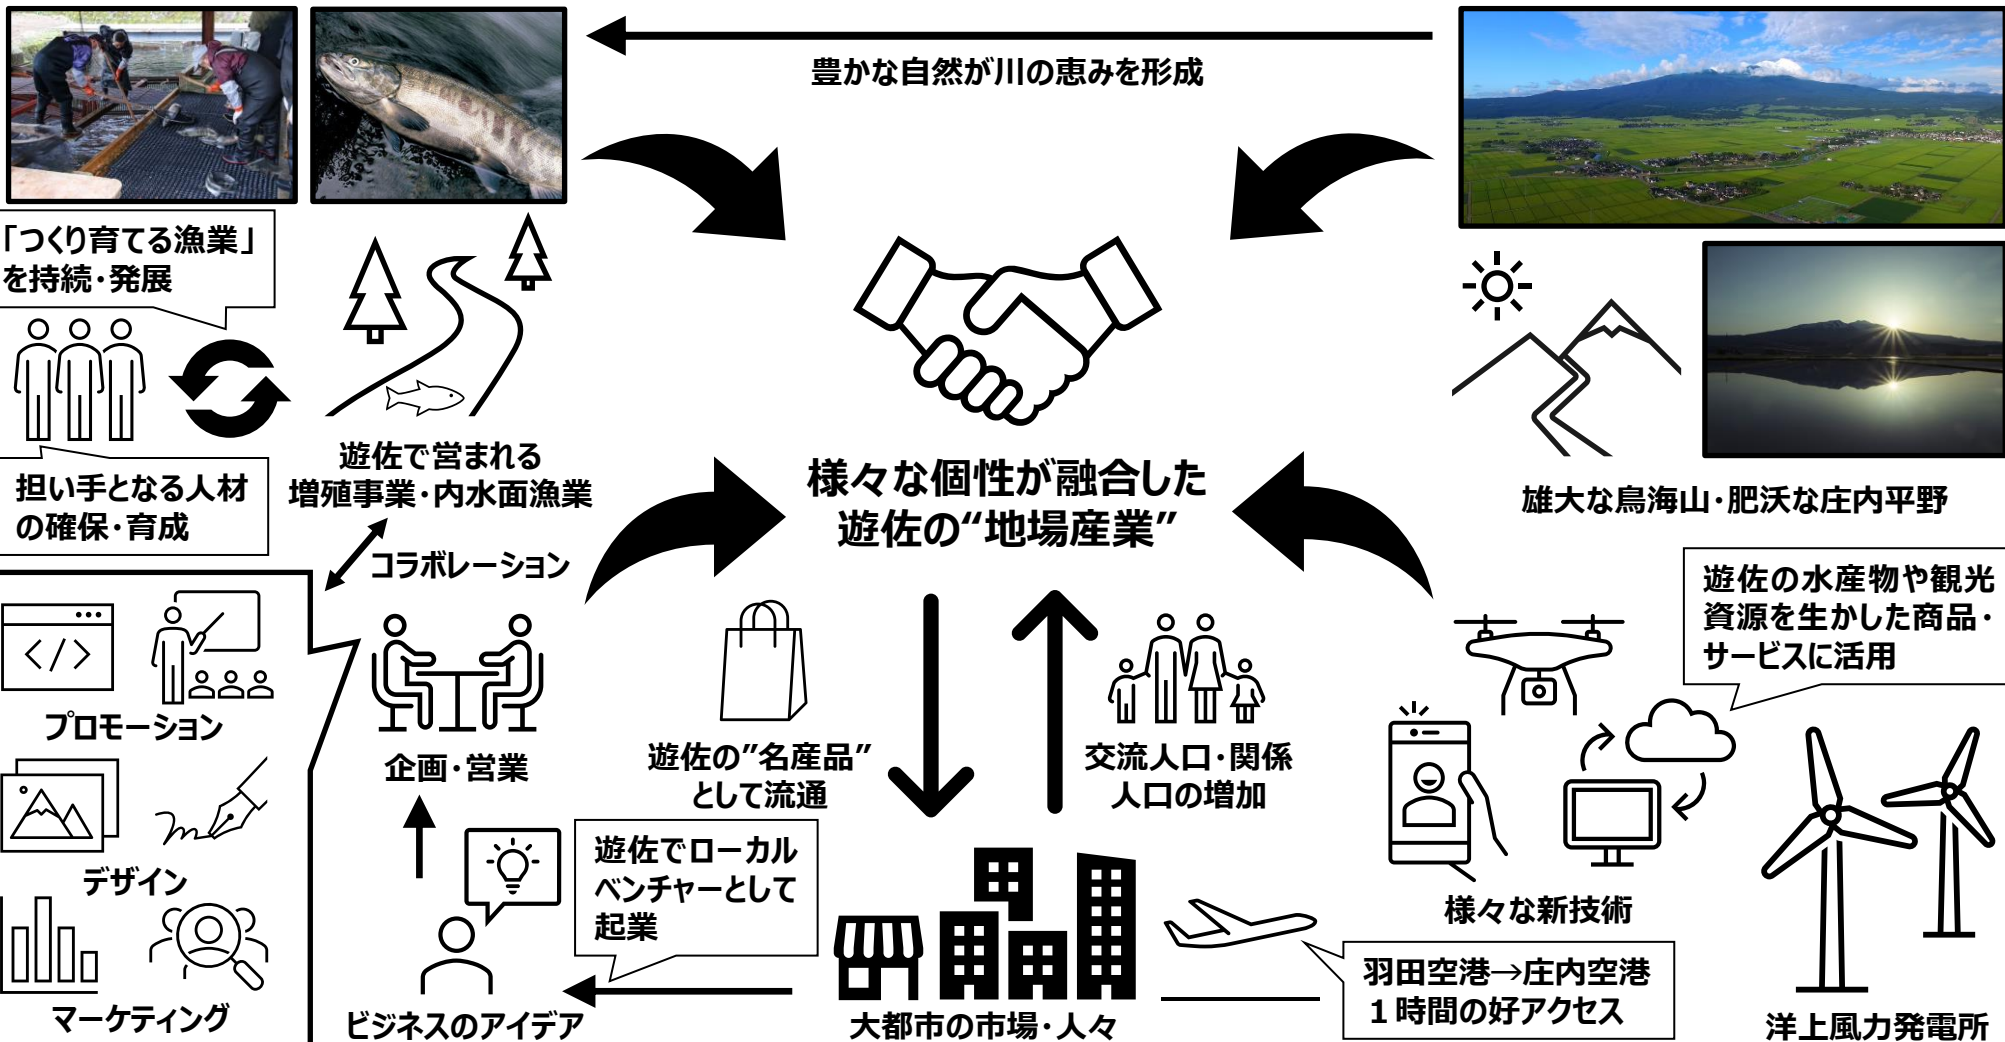 豊かな自然が川の恵みを形成
「つくり育てる漁業」
を持続・発展
担い手となる人材
の確保・育成
遊佐で営まれる
増殖事業・内水面漁業
コラボレーション
様々な個性が融合した
遊佐の“地場産業”
雄大な鳥海山・肥沃な庄内平野
遊佐の水産物や観光
資源を生かした商品・
サービスに活用
</>
プロモーション
デザイン
マーケティング
企画・営業
遊佐の”名産品”
として流通
交流人口・関係
人口の増加
遊佐でローカル
ベンチャーとして
起業
ビジネスのアイデア
大都市の市場・人々
様々な新技術
羽田空港→庄内空港
１時間の好アクセス
洋上風力発電所